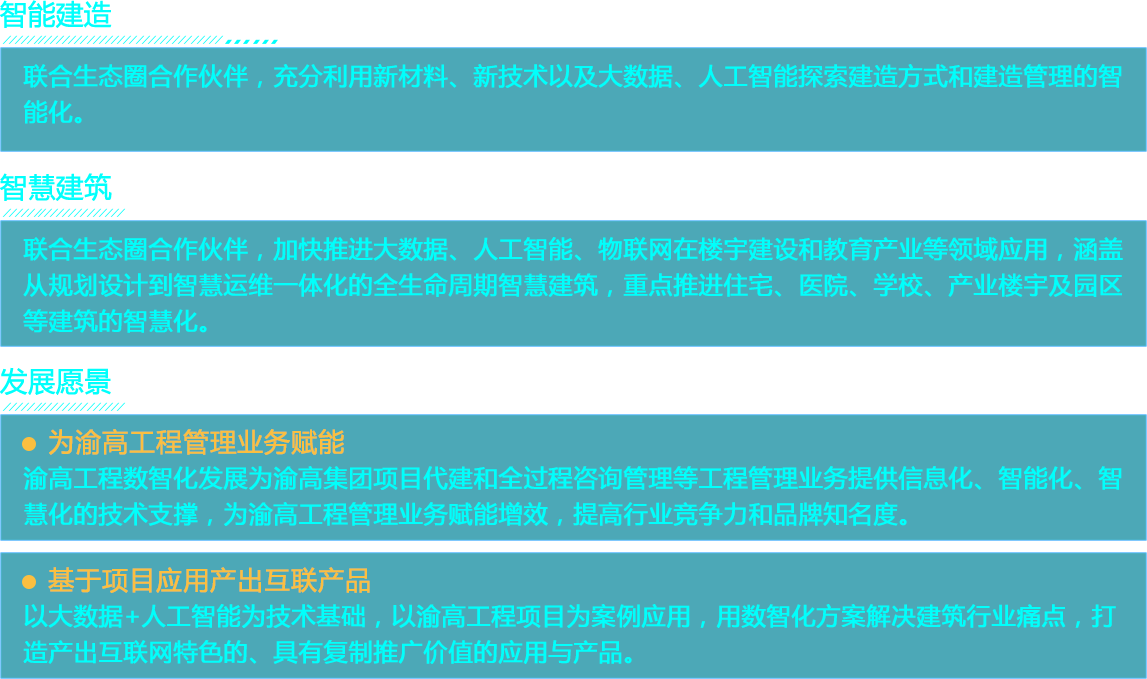 智能建造
联合生态圈合作伙伴，充分利用新材料、新技术以及大数据、人工智能探索建造方式和建造管理的智
能化。
智慧建筑
联合生态圈合作伙伴，加快推进大数据、人工智能、物联网在楼宇建设和教育产业等领域应用，涵盖
从规划设计到智慧运维一体化的全生命周期智慧建筑，重点推进住宅、医院、学校、产业楼宇及园区
等建筑的智慧化。
发展愿景
● 为渝高工程管理业务赋能
渝高工程数智化发展为渝高集团项目代建和全过程咨询管理等工程管理业务提供信息化、智能化、智
慧化的技术支撑，为渝高工程管理业务赋能增效，提高行业竞争力和品牌知名度。
● 基于项目应用产出互联产品
以大数据+人工智能为技术基础，以渝高工程项目为案例应用，用数智化方案解决建筑行业痛点，打
造产出互联网特色的、具有复制推广价值的应用与产品。